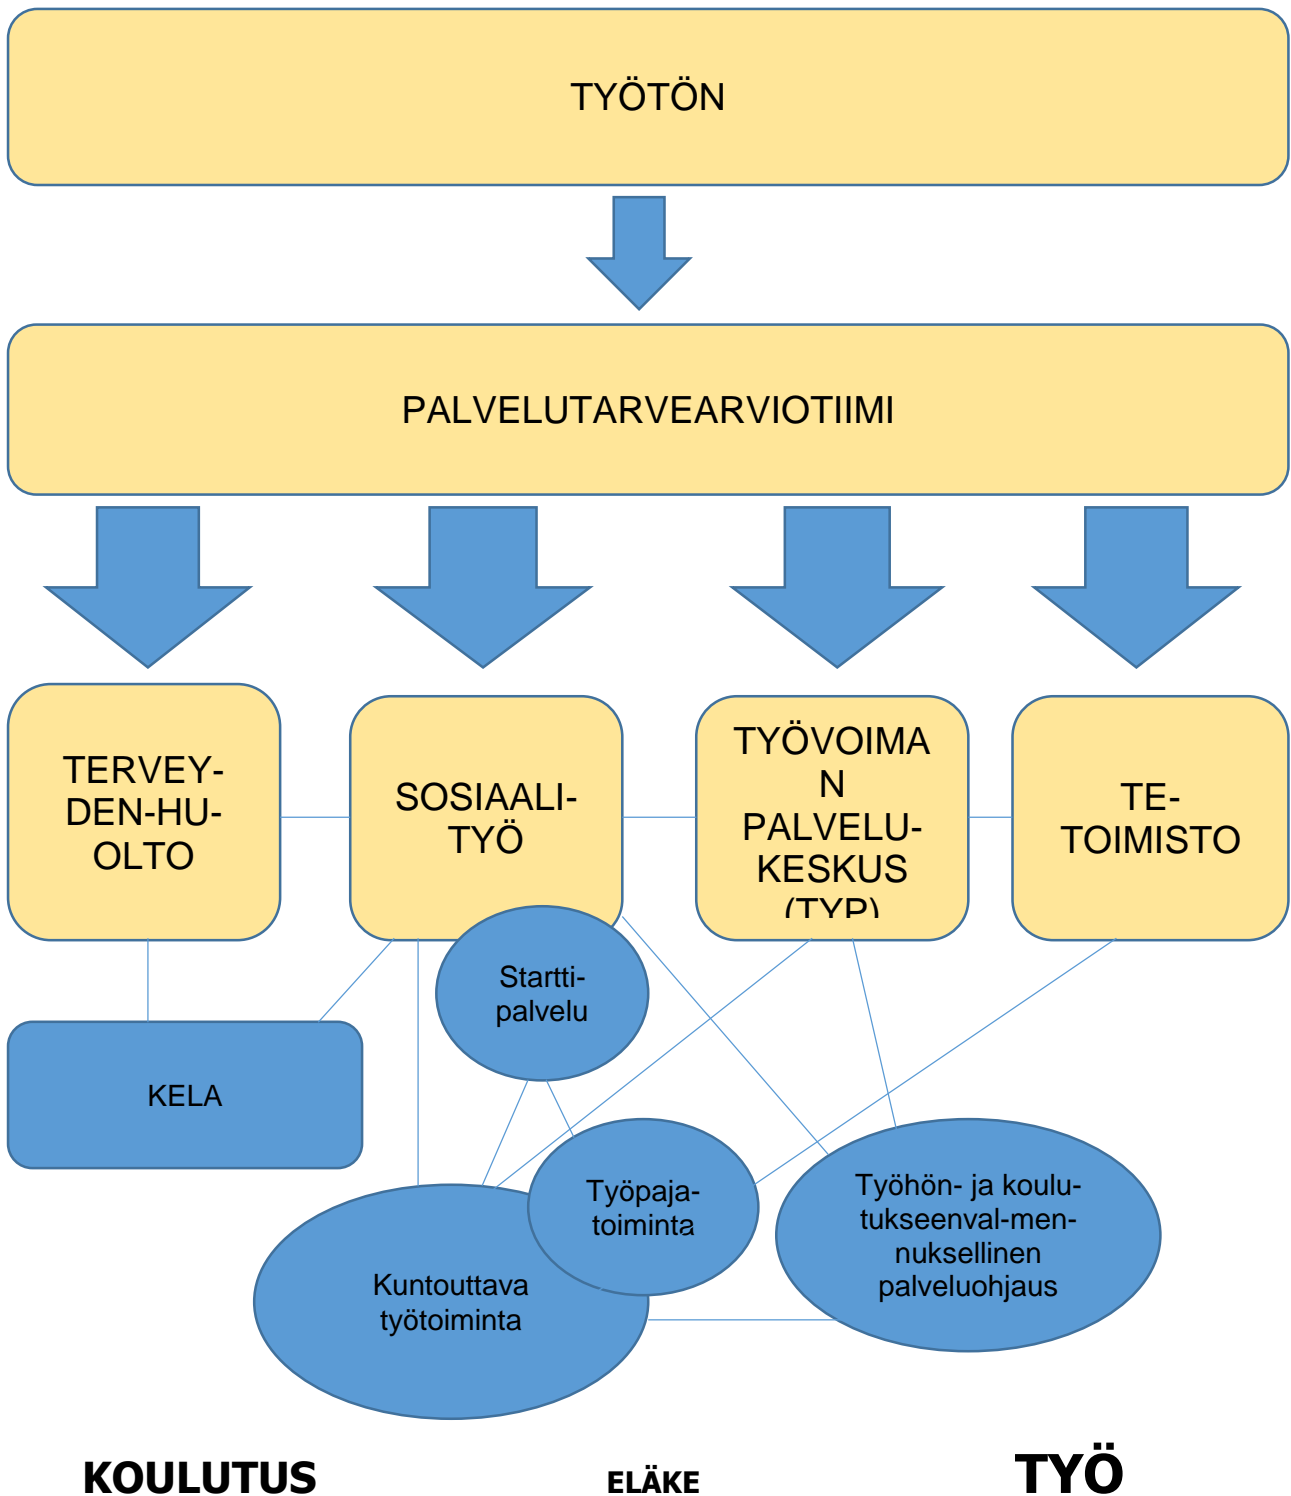 TYÖTÖN
PALVELUTARVEARVIOTIIMI
TERVEY-
DEN-HU-
OLTO
SOSIAALI-
TYÖ
TYÖVOIMA
N
PALVELU-
KESKUS
(TYP)
TE-
TOIMISTO
Startti-
palvelu
KELA
Työpaja-
toiminta
Työhön- ja koulu-
tukseenval-men-
nuksellinen
palveluohjaus
Kuntouttava
työtoiminta
KOULUTUS
ELÄKE
TYÖ